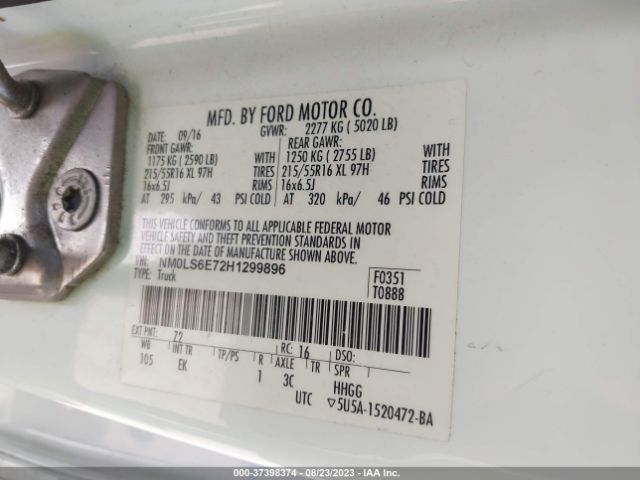 MFD. BY FORD MOTOR CO.
DATE: 09/16 GVWR: 2277 KG ( 5020 LB)
FRONT GAWR: REAR GAWR:
1175 KG ( 2590 LB) WITH 1250 KG ( 2755 LB) WITH
215/55R16 XL 97H TIRES 215/55R16 XL 97H TIRES
16x6.5J RIMS 16x6.5J RIMS
AT 295 kPa/ 43 PSI COLD AT 320 kPa/ 46 PSI COLD
THIS VEHICLE CONFORMS TO ALL APPLICABLE FEDERAL MOTOR
VEHICLE SAFETY AND THEFT PREVENTION STANDARDS IN
EFFECT ON THE DATE OF MANUFACTURE SHOWN ABOVE.
VIN: NM0LS6E72H1299896
TYPE: Truck
F0351
T0888
EXT PNT: 72 RC: 16 DSO:
WB INT TR TP/PS R AXLE TR SPR
105 EK 1 3C HHGG
UTC ▽5U5A-1520472-BA
000-37398374 - 08/23/2023 - IAA Inc.